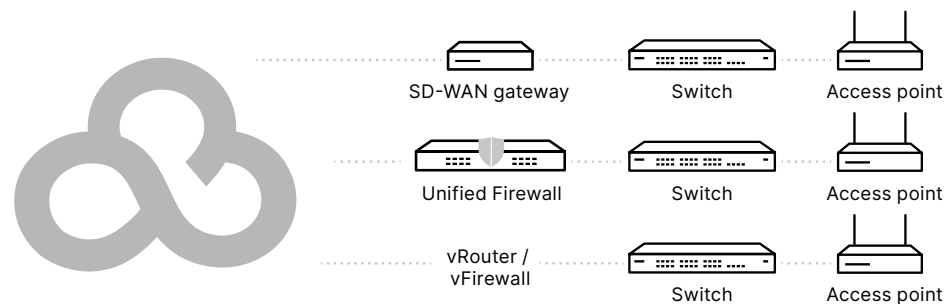 SD-WAN gateway
Switch
Access point
Unified Firewall
Switch
Access point
vRouter /
vFirewall
Switch
Access point